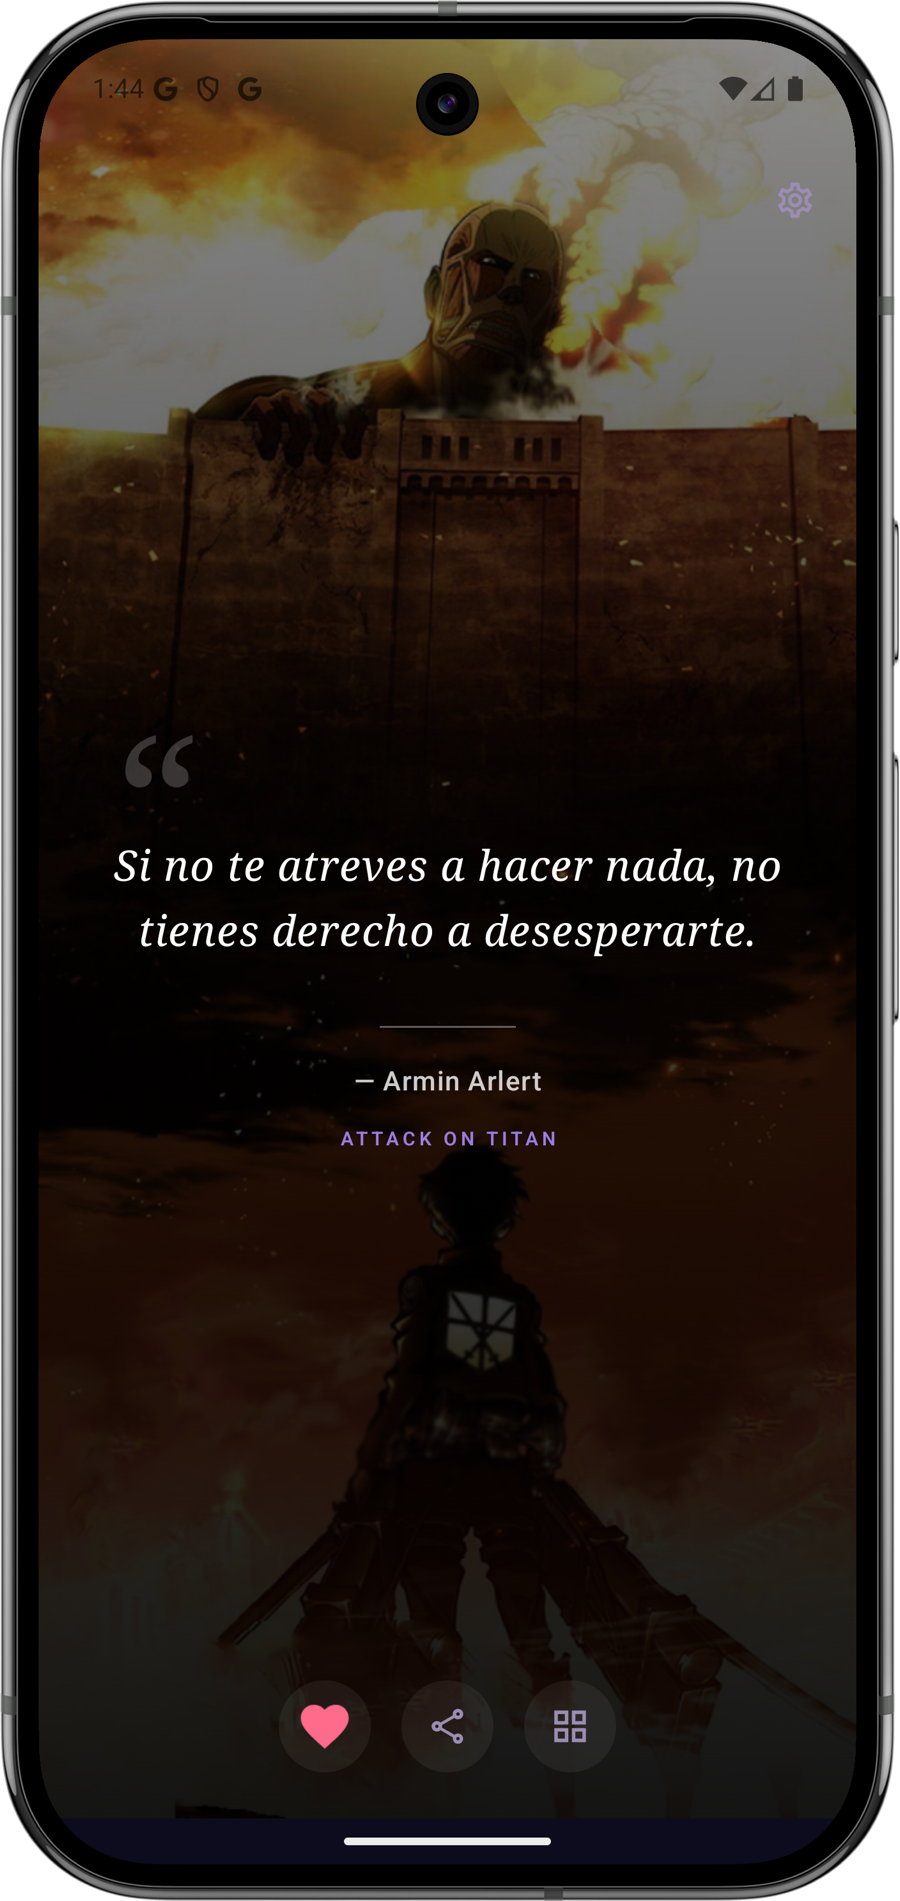 1:44 G G
“
Si no te atreves a hacer nada, no
tienes derecho a desesperarte.
— Armin Arlert
ATTACK ON TITAN